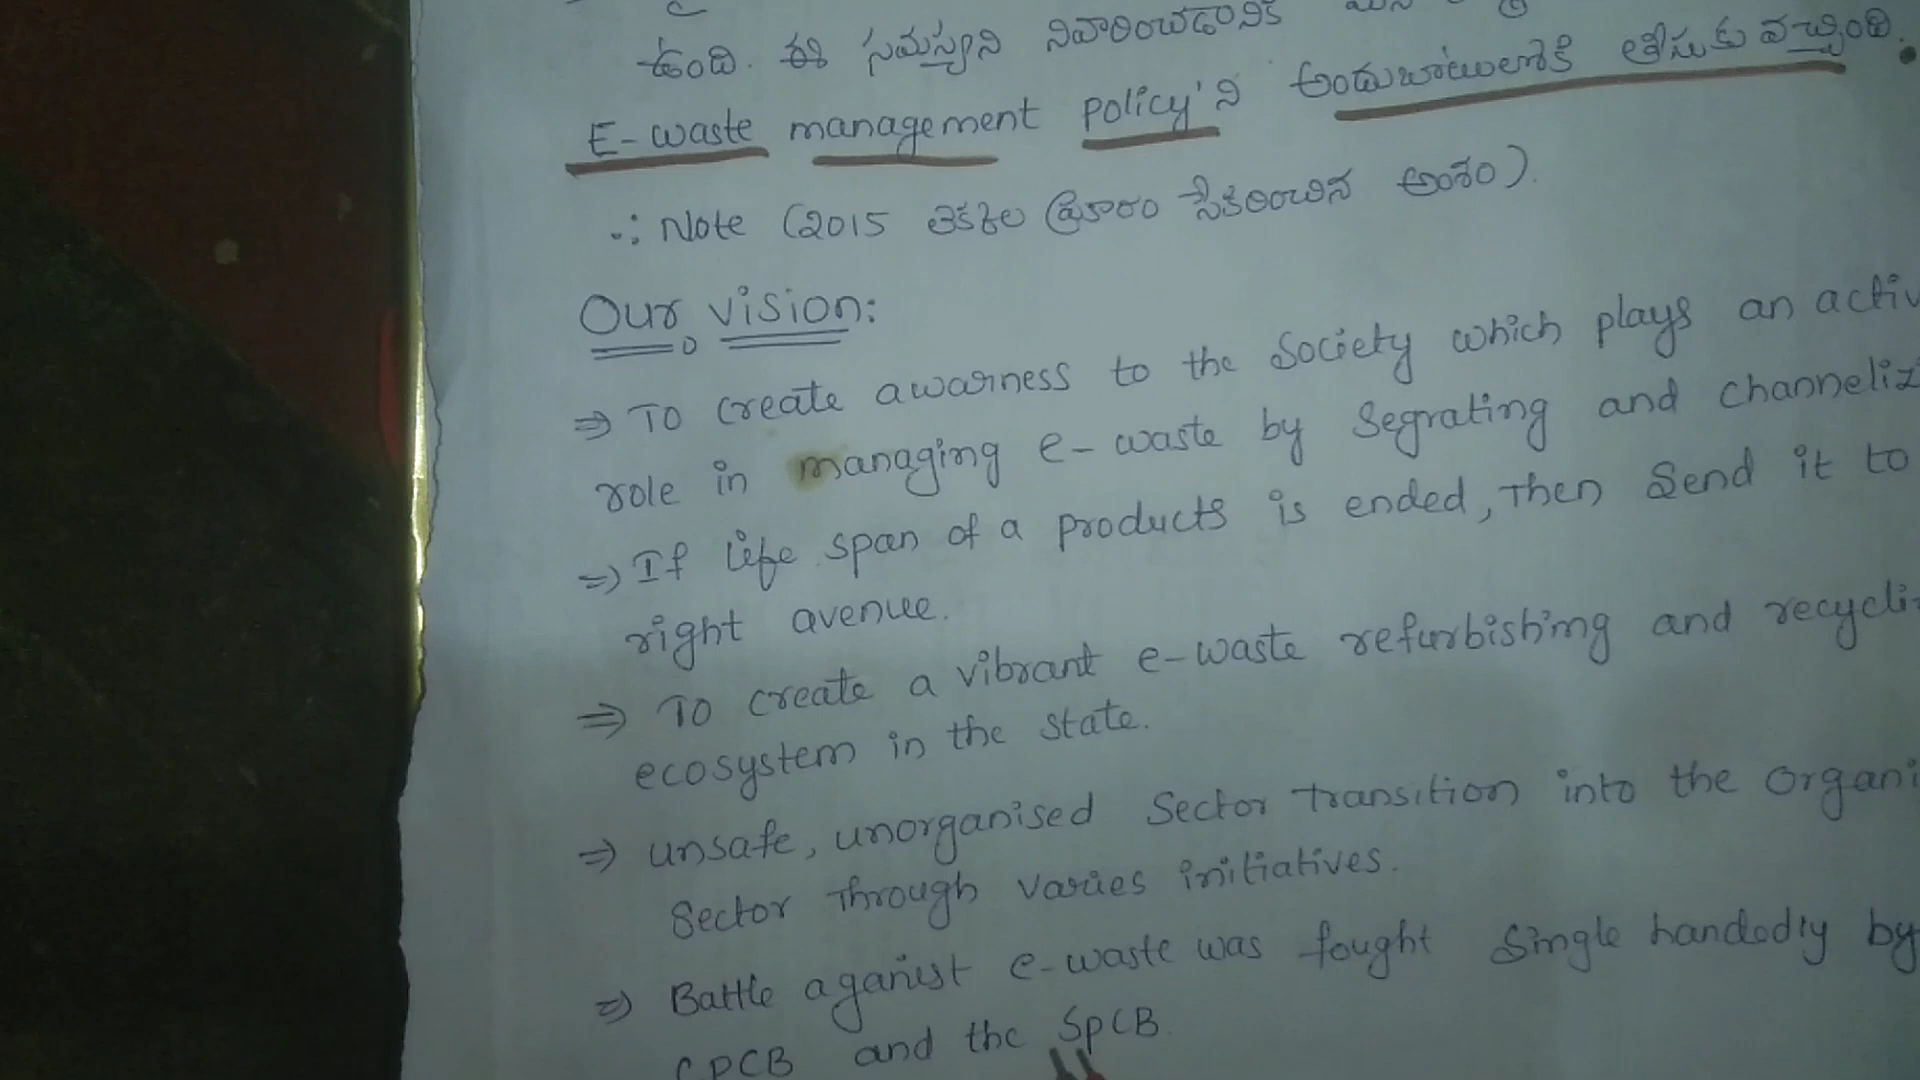 ఉంది. ఈ సమస్యని నివారించడానికి
E-waste management policy'ని అందుబాటులోకి తీసుకు వచ్చింది.
∴ Note (2015 లెక్కల ప్రకారం సేకరించిన అంశం).
Our vision:
⇒ To create awarness to the society which plays an activ
role in managing e-waste by segrating and channeliz
⇒ If life span of a products is ended, then send it to
right avenue.
⇒ To create a vibrant e-waste refurbishing and recycli
ecosystem in the state.
⇒ unsafe, unorganised sector transition into the organi
sector through varies initiatives.
⇒ Battle aganist e-waste was fought single handedly by
CPCB and the SPCB.